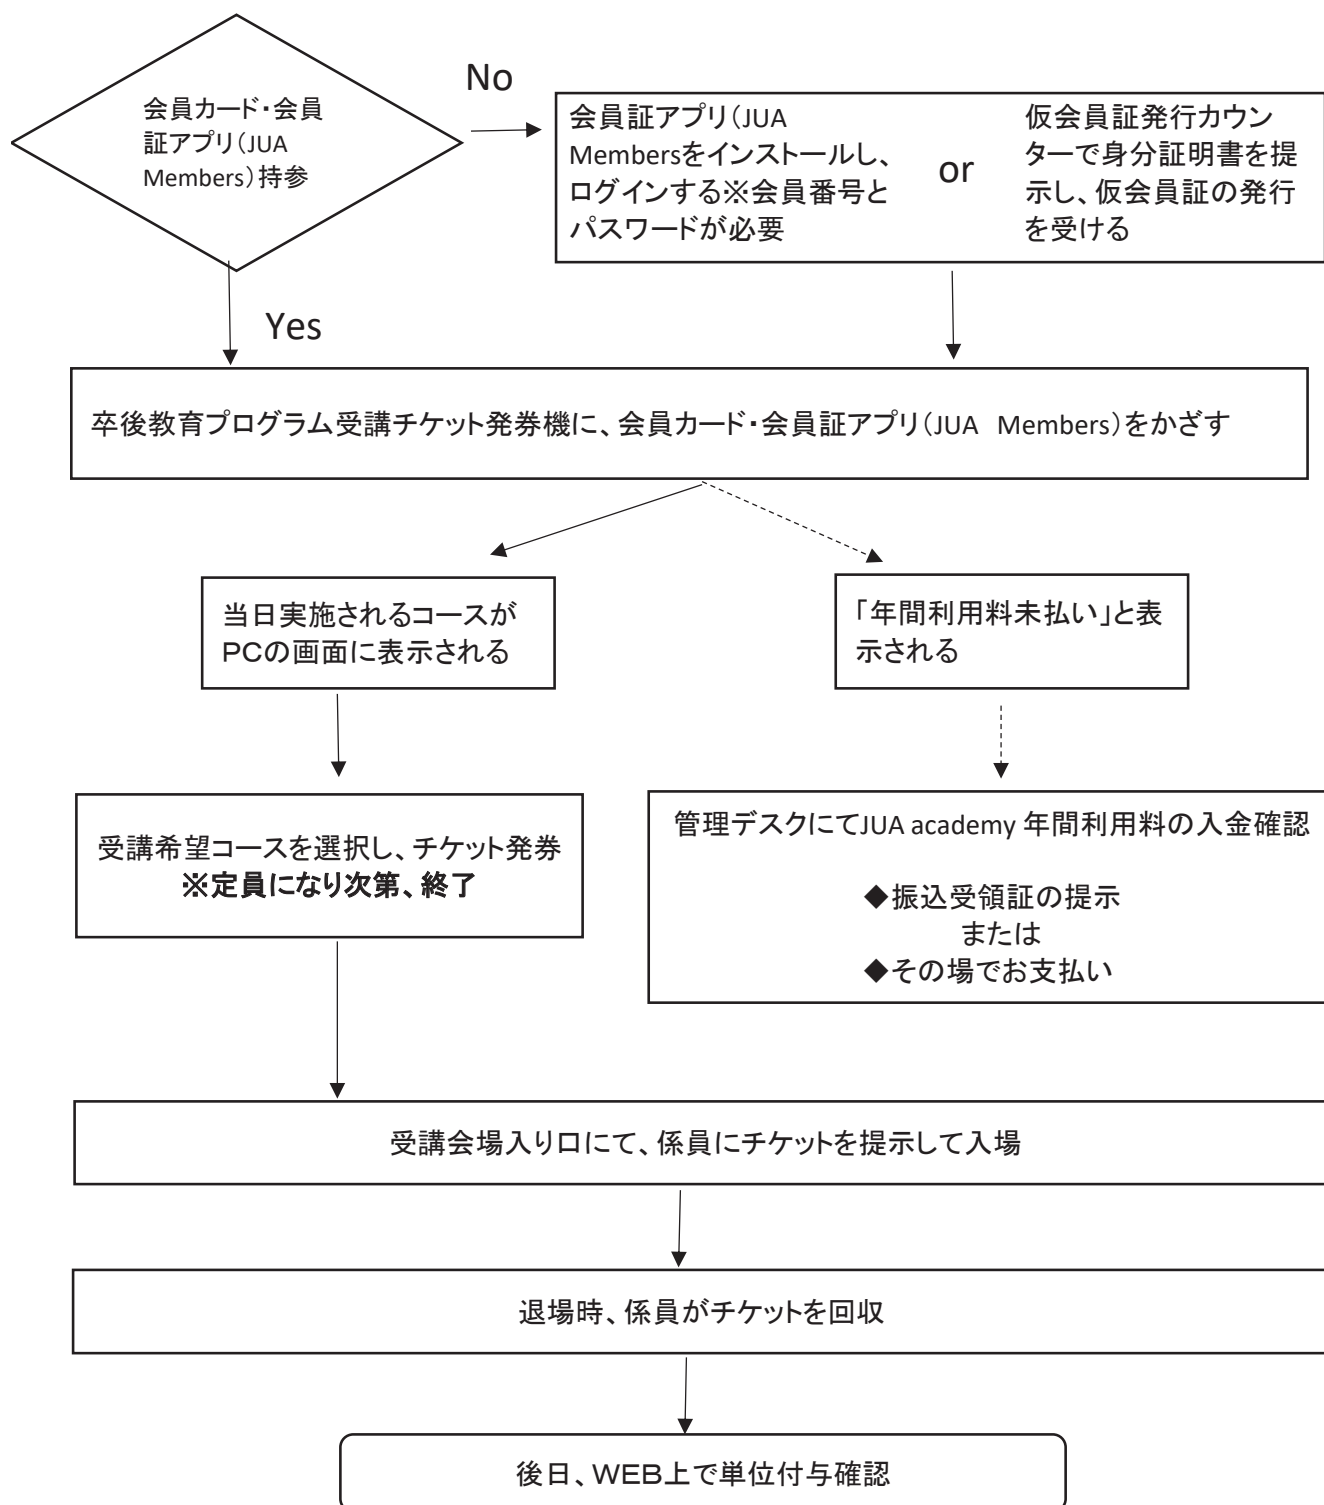 会員カード・会員
証アプリ（JUA
Members）持参
No
会員証アプリ（JUA
Membersをインストールし、
ログインする※会員番号と
パスワードが必要
or
仮会員証発行カウン
ターで身分証明書を提
示し、仮会員証の発行
を受ける
Yes
卒後教育プログラム受講チケット発券機に、会員カード・会員証アプリ（JUA　Members）をかざす
当日実施されるコースが
ＰＣの画面に表示される
「年間利用料未払い」と表
示される
受講希望コースを選択し、チケット発券
※定員になり次第、終了
管理デスクにてJUA academy 年間利用料の入金確認
◆振込受領証の提示
または
◆その場でお支払い
受講会場入り口にて、係員にチケットを提示して入場
退場時、係員がチケットを回収
後日、ＷＥＢ上で単位付与確認